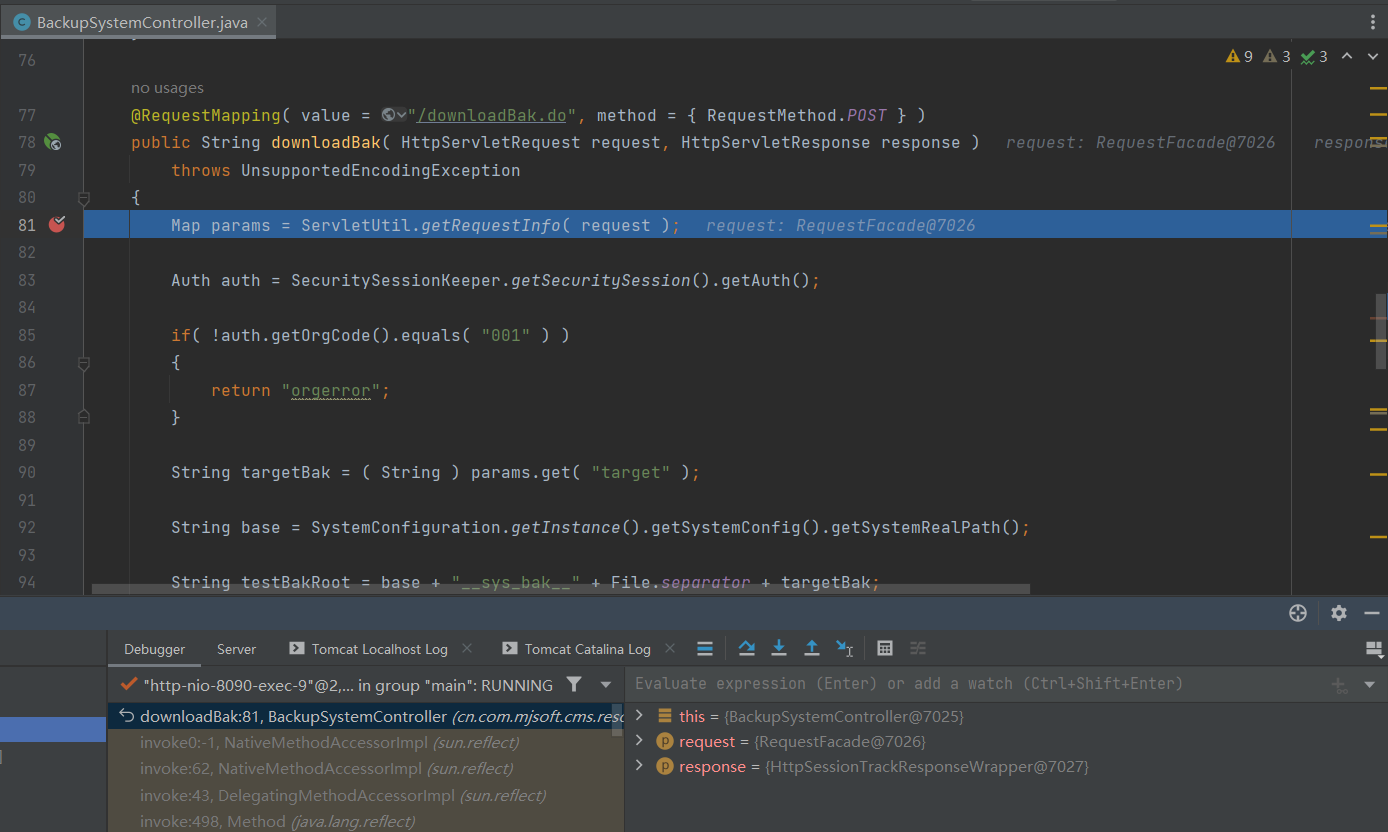 BackupSystemController.java
76
9 3 3
no usages
77 @RequestMapping( value = "/downloadBak.do", method = { RequestMethod.POST } )
78 public String downloadBak( HttpServletRequest request, HttpServletResponse response ) request: RequestFacade@7026
79 throws UnsupportedEncodingException
80 {
81 Map params = ServletUtil.getRequestInfo( request ); request: RequestFacade@7026
82
83 Auth auth = SecuritySessionKeeper.getSecuritySession().getAuth();
84
85 if( !auth.getOrgCode().equals( "001" ) )
86 {
87 return "orgerror";
88 }
89
90 String targetBak = ( String ) params.get( "target" );
91
92 String base = SystemConfiguration.getInstance().getSystemConfig().getSystemRealPath();
93
94 String testBakRoot = base + "__sys_bak__" + File.separator + targetBak;
Debugger Server Tomcat Localhost Log Tomcat Catalina Log
"http-nio-8090-exec-9"@2,... in group "main": RUNNING
Evaluate expression (Enter) or add a watch (Ctrl+Shift+Enter)
downloadBak:81, BackupSystemController (cn.com.mjsoft.cms.resc
invoke0:-1, NativeMethodAccessorImpl (sun.reflect)
invoke:62, NativeMethodAccessorImpl (sun.reflect)
invoke:43, DelegatingMethodAccessorImpl (sun.reflect)
invoke:498, Method (java.lang.reflect)
this = {BackupSystemController@7025}
request = {RequestFacade@7026}
response = {HttpSessionTrackResponseWrapper@7027}